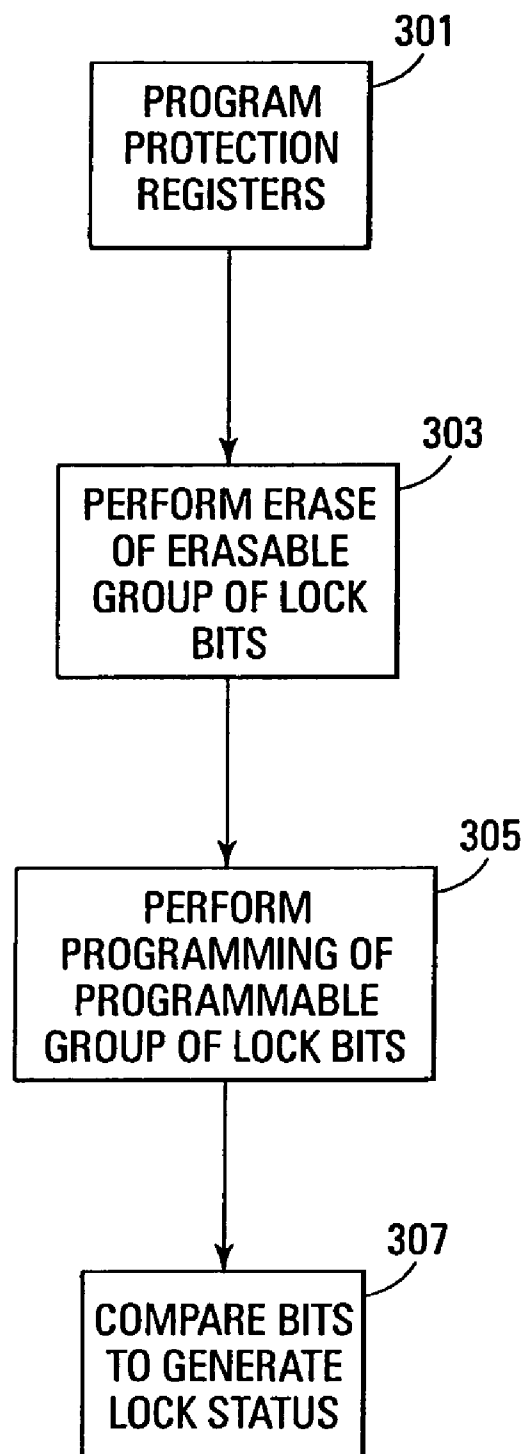 301
PROGRAM
PROTECTION
REGISTERS
303
PERFORM ERASE
OF ERASABLE
GROUP OF LOCK
BITS
305
PERFORM
PROGRAMMING OF
PROGRAMMABLE
GROUP OF LOCK BITS
307
COMPARE BITS
TO GENERATE
LOCK STATUS